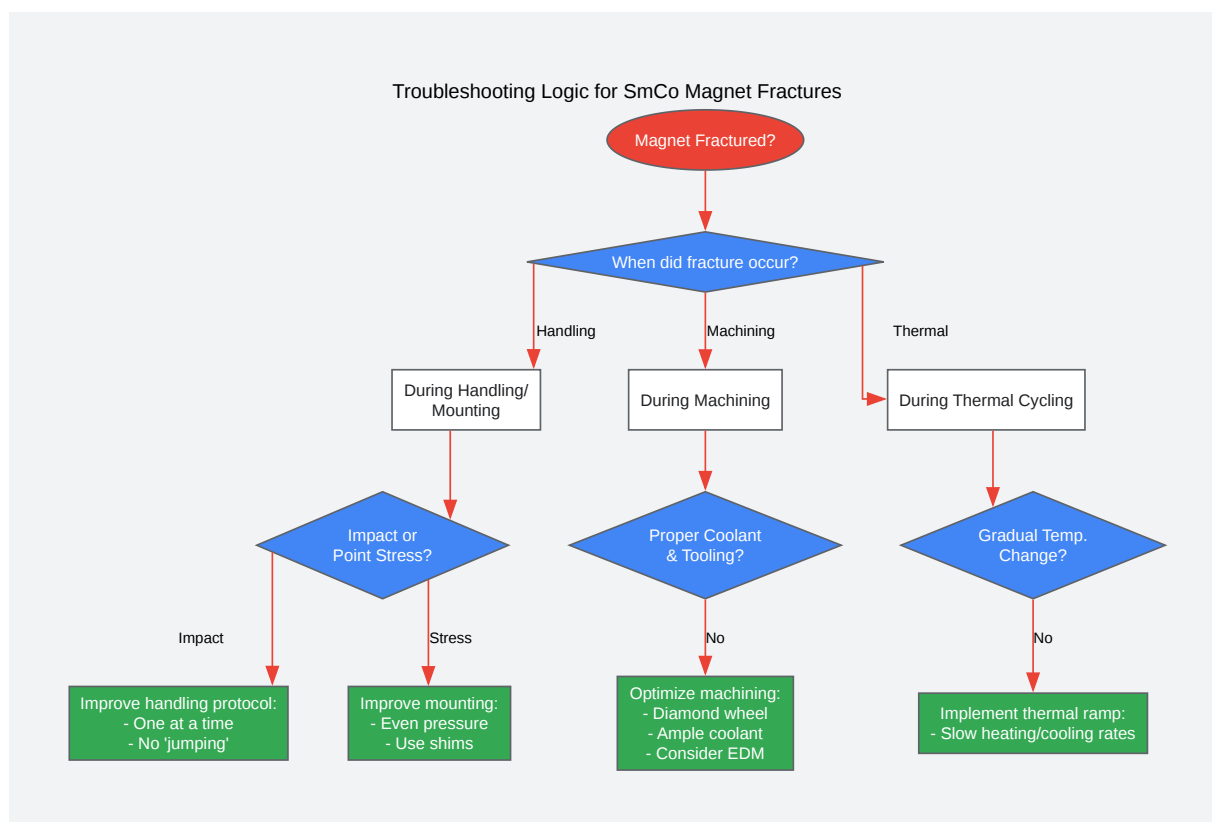 Troubleshooting Logic for SmCo Magnet Fractures
Magnet Fractured?
When did fracture occur?
Handling
Machining
Thermal
During Handling/
Mounting
During Machining
During Thermal Cycling
Impact or
Point Stress?
Proper Coolant
& Tooling?
Gradual Temp.
Change?
Impact
Stress
No
No
Improve handling protocol:
- One at a time
- No 'jumping'
Improve mounting:
- Even pressure
- Use shims
Optimize machining:
- Diamond wheel
- Ample coolant
- Consider EDM
Implement thermal ramp:
- Slow heating/cooling rates